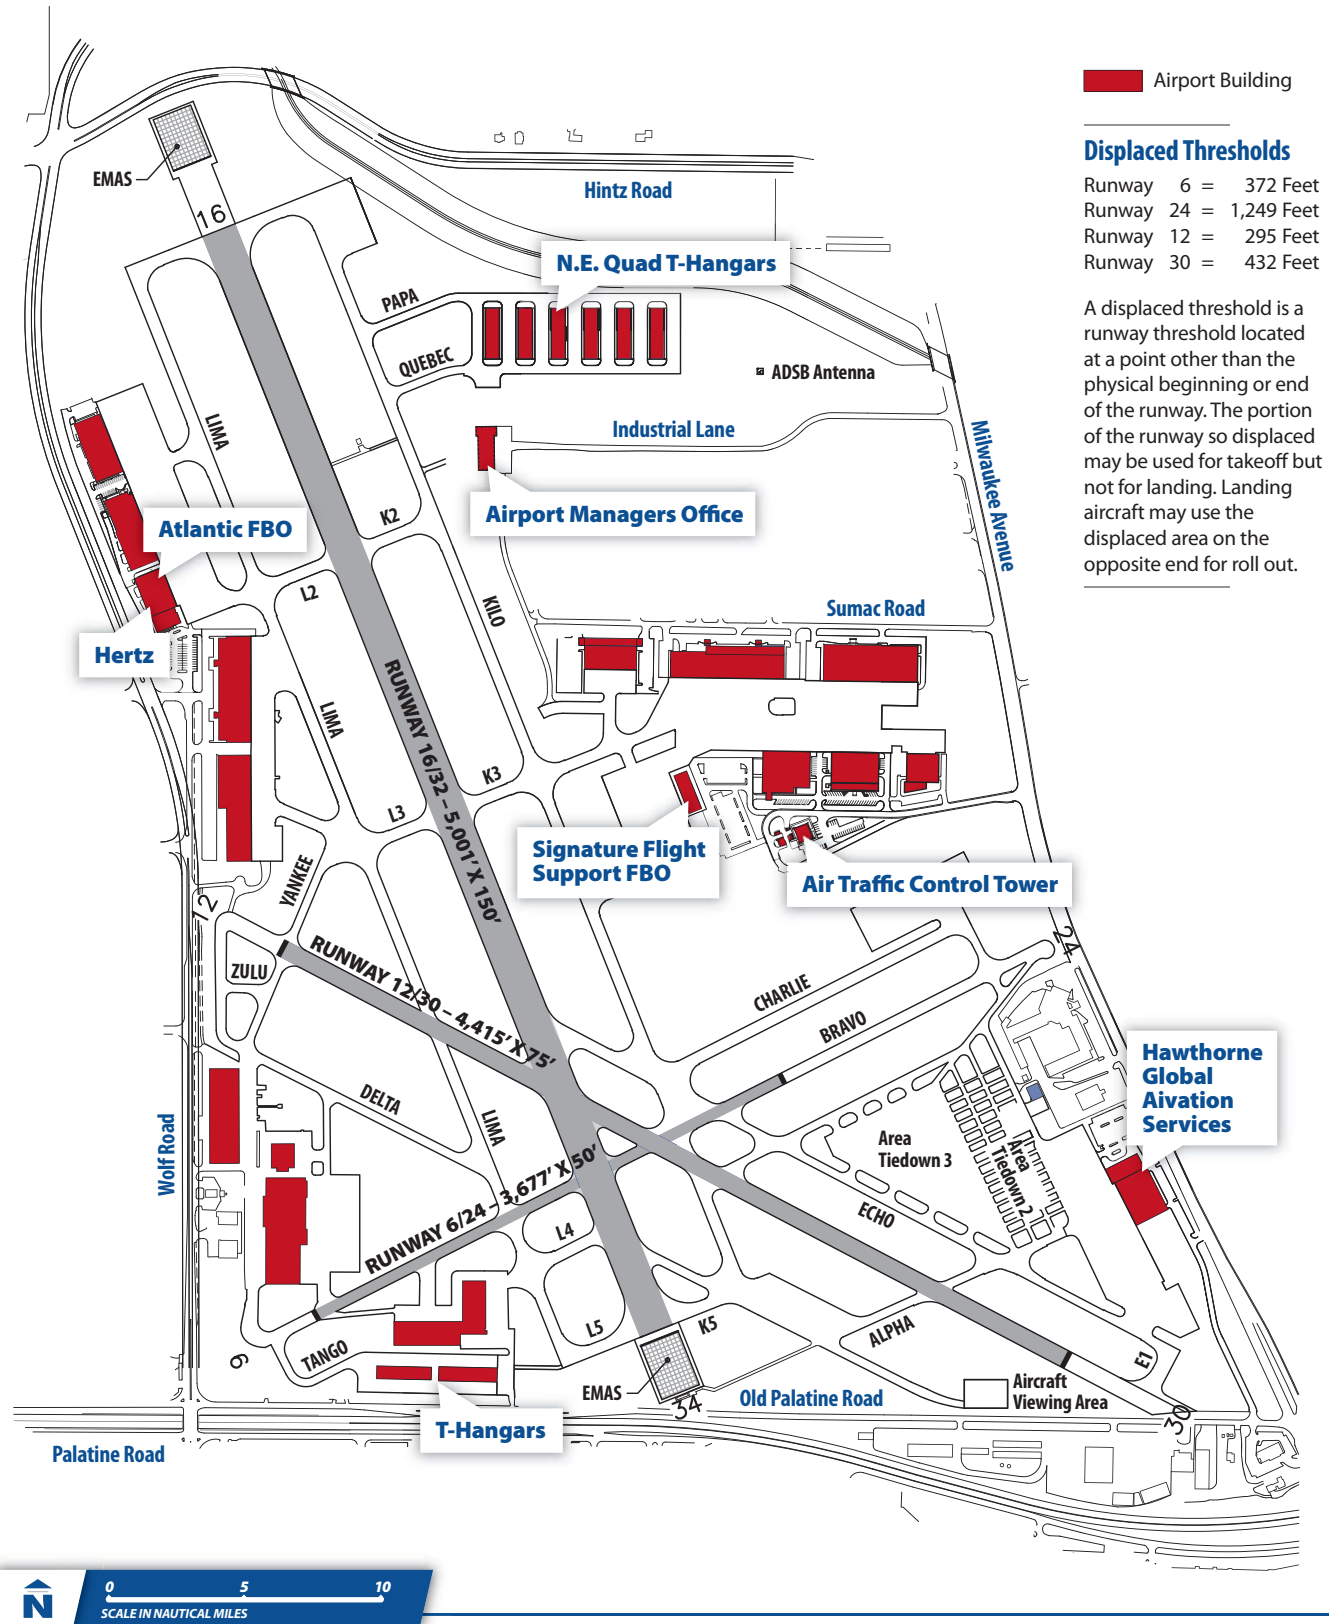 Airport Building
Displaced Thresholds
Runway 6 = 372 Feet
Runway 24 = 1,249 Feet
Runway 12 = 295 Feet
Runway 30 = 432 Feet
A displaced threshold is a
runway threshold located
at a point other than the
physical beginning or end
of the runway. The portion
of the runway so displaced
may be used for takeoff but
not for landing. Landing
aircraft may use the
displaced area on the
opposite end for roll out.
EMAS
16
Hintz Road
N.E. Quad T-Hangars
PAPA
QUEBEC
ADSB Antenna
LIMA
Industrial Lane
Milwaukee Avenue
K2
Airport Managers Office
Atlantic FBO
L2
KILO
Sumac Road
Hertz
RUNWAY 16/32 – 5,001' X 150'
LIMA
K3
L3
Signature Flight
Support FBO
Air Traffic Control Tower
YANKEE
12
24
ZULU
RUNWAY 12/30 – 4,415' X 75'
CHARLIE
BRAVO
Hawthorne
Global
Aivation
Services
DELTA
LIMA
Wolf Road
Area
Tiedown 3
Area
Tiedown 2
RUNWAY 6/24 – 3,677' X 50'
ECHO
L4
L5
K5
ALPHA
E1
TANGO
6
EMAS
34
Old Palatine Road
Aircraft
Viewing Area
30
T-Hangars
Palatine Road
N
0 5 10
SCALE IN NAUTICAL MILES